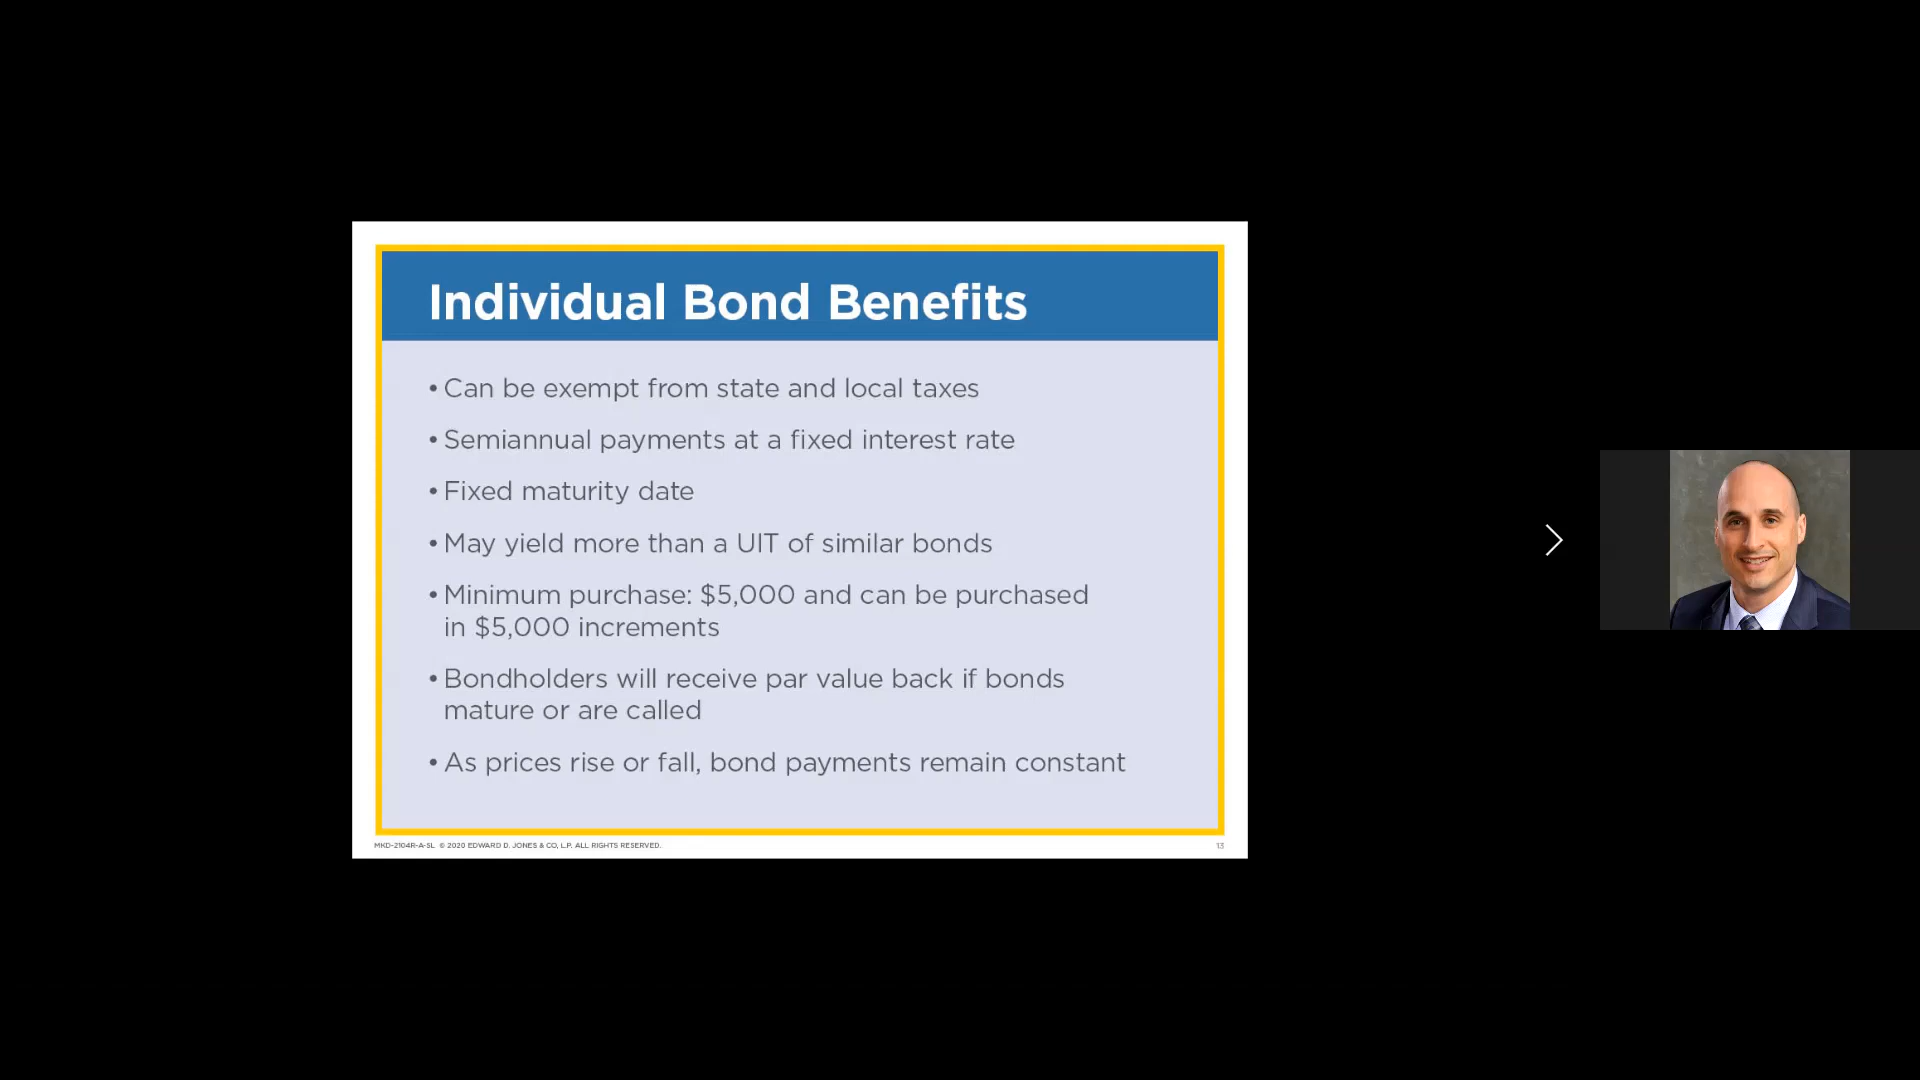 Individual Bond Benefits
• Can be exempt from state and local taxes
• Semiannual payments at a fixed interest rate
• Fixed maturity date
• May yield more than a UIT of similar bonds
• Minimum purchase: $5,000 and can be purchased
in $5,000 increments
• Bondholders will receive par value back if bonds
mature or are called
• As prices rise or fall, bond payments remain constant
MKD-2104R-A-SL © 2020 EDWARD D. JONES & CO, L.P. ALL RIGHTS RESERVED.
13